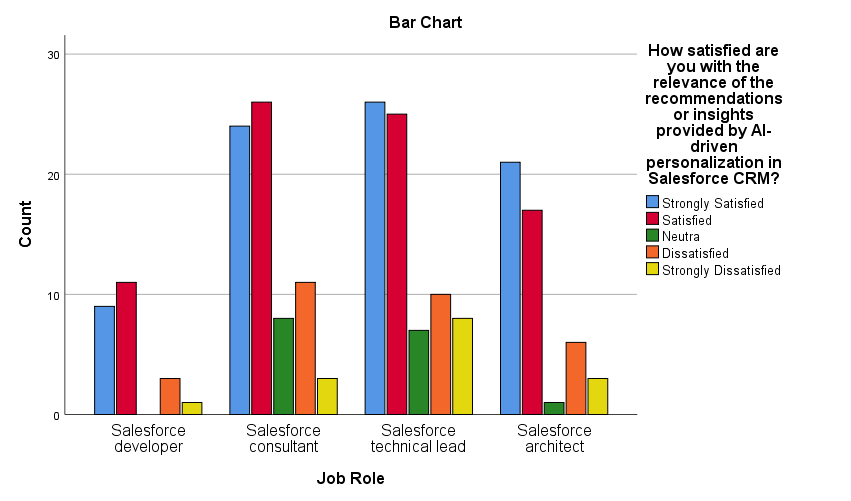 Bar Chart
30
20
10
0
Count
Salesforce
developer
Salesforce
consultant
Salesforce
technical lead
Salesforce
architect
Job Role
How satisfied are
you with the
relevance of the
recommendations
or insights
provided by AI-
driven
personalization in
Salesforce CRM?
Strongly Satisfied
Satisfied
Neutra
Dissatisfied
Strongly Dissatisfied